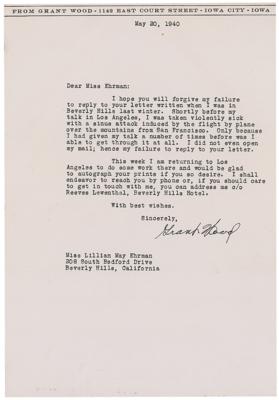 FROM GRANT WOOD - 1142 EAST COURT STREET - IOWA CITY - IOWA
May 20, 1940
Dear Miss Ehrman:
I hope you will forgive my failure
to reply to your letter written when I was in
Beverly Hills last winter. Shortly before my
talk in Los Angeles, I was taken violently sick
with a sinus attack induced by the flight by plane
over the mountains from San Francisco. Only because
I had given my talk a number of times before was I
able to get through it at all. I did not even open
my mail; hence my failure to reply to your letter.
This week I am returning to Los
Angeles to do some work there and would be glad
to autograph your prints if you so desire. I shall
endeavor to reach you by phone or, if you should care
to get in touch with me, you can address me c/o
Reeves Lewenthal, Beverly Hills Hotel.
With best wishes.
Sincerely,
Grant Wood
Miss Lillian May Ehrman
208 South Bedford Drive
Beverly Hills, California